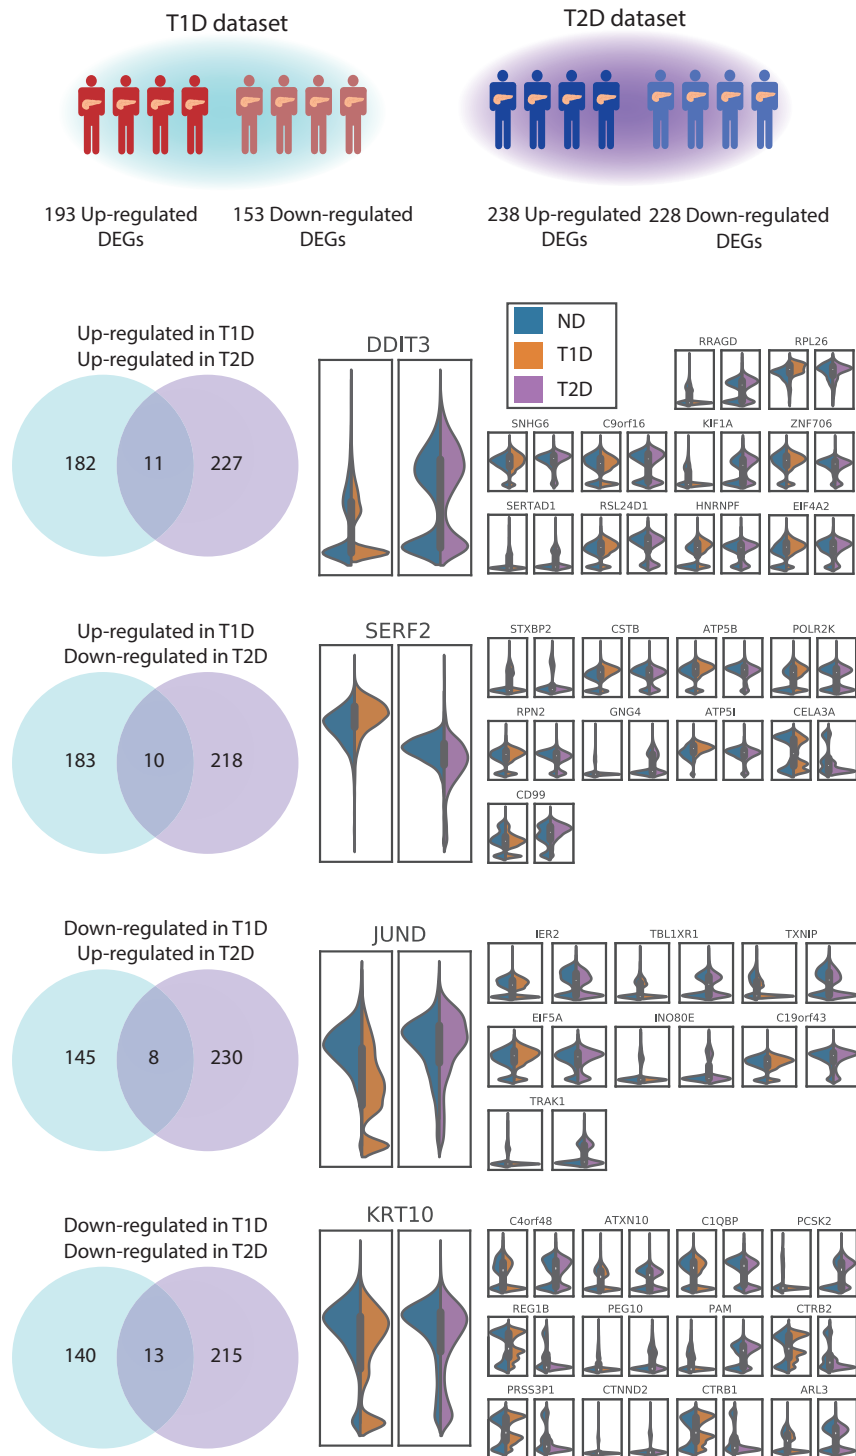 T1D dataset
T2D dataset
193 Up-regulated
DEGs
153 Down-regulated
DEGs
238 Up-regulated
DEGs
228 Down-regulated
DEGs
Up-regulated in T1D
Up-regulated in T2D
182
11
227
DDIT3
ND
T1D
T2D
RRAGD
RPL26
SNHG6
C9orf16
KIF1A
ZNF706
SERTAD1
RSL24D1
HNRNPF
EIF4A2
Up-regulated in T1D
Down-regulated in T2D
183
10
218
SERF2
STXBP2
CSTB
ATP5B
POLR2K
RPN2
GNG4
ATP5I
CELA3A
CD99
Down-regulated in T1D
Up-regulated in T2D
145
8
230
JUND
IER2
TBL1XR1
TXNIP
EIF5A
INO80E
C19orf43
TRAK1
Down-regulated in T1D
Down-regulated in T2D
140
13
215
KRT10
C4orf48
ATXN10
C1QBP
PCSK2
REG1B
PEG10
PAM
CTRB2
PRSS3P1
CTNND2
CTRB1
ARL3